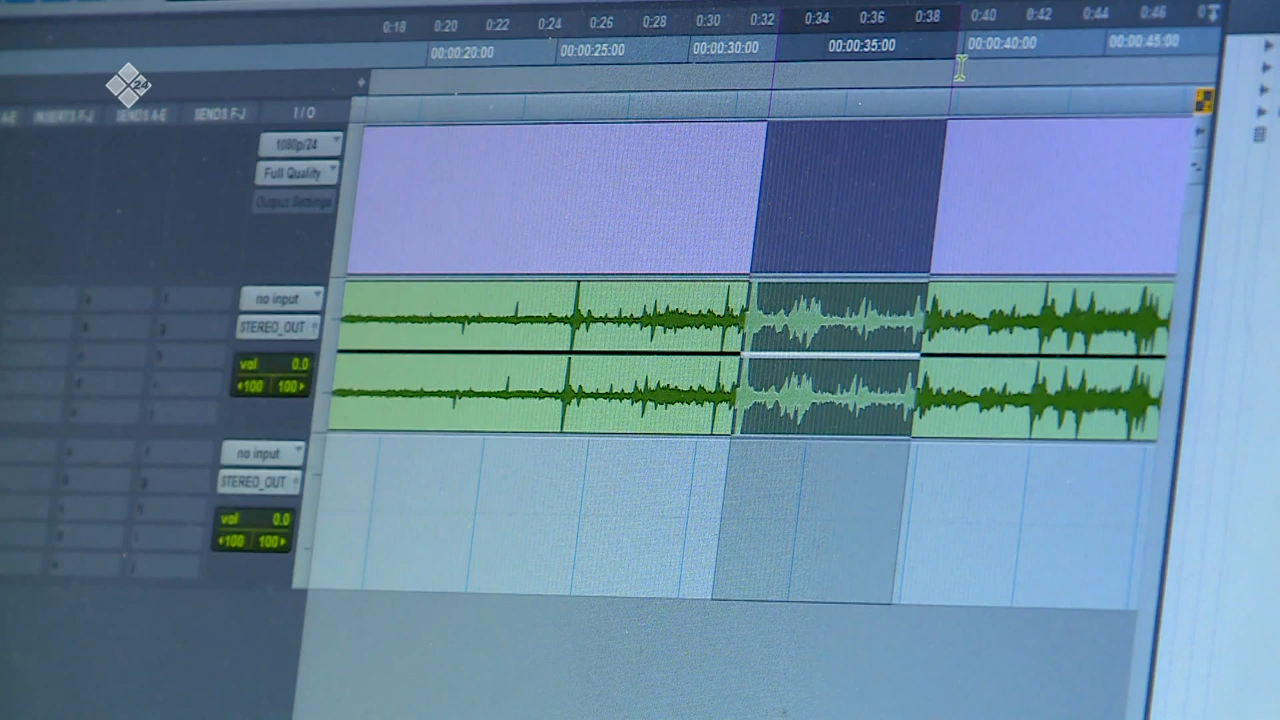 0:18 0:20 0:22 0:24 0:26 0:28 0:30 0:32 0:34 0:36 0:38 0:40 0:42 0:44 0:46
00:00:20:00 00:00:25:00 00:00:30:00 00:00:35:00 00:00:40:00 00:00:45:00
X24
A-E INSERTS F-J SENDS A-E SENDS F-J I / O
1080p/24
Full Quality
Output Settings
no input
STEREO_OUT
vol 0.0
100 100
no input
STEREO_OUT
vol 0.0
100 100